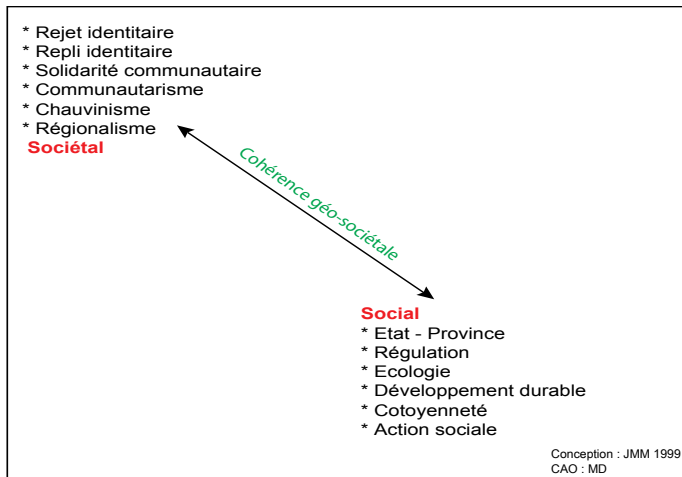 * Rejet identitaire
* Repli identitaire
* Solidarité communautaire
* Communautarisme
* Chauvinisme
* Régionalisme
Sociétal
Cohérence géo-sociétale
Social
* Etat - Province
* Régulation
* Ecologie
* Développement durable
* Cotoyenneté
* Action sociale
Conception : JMM 1999
CAO : MD